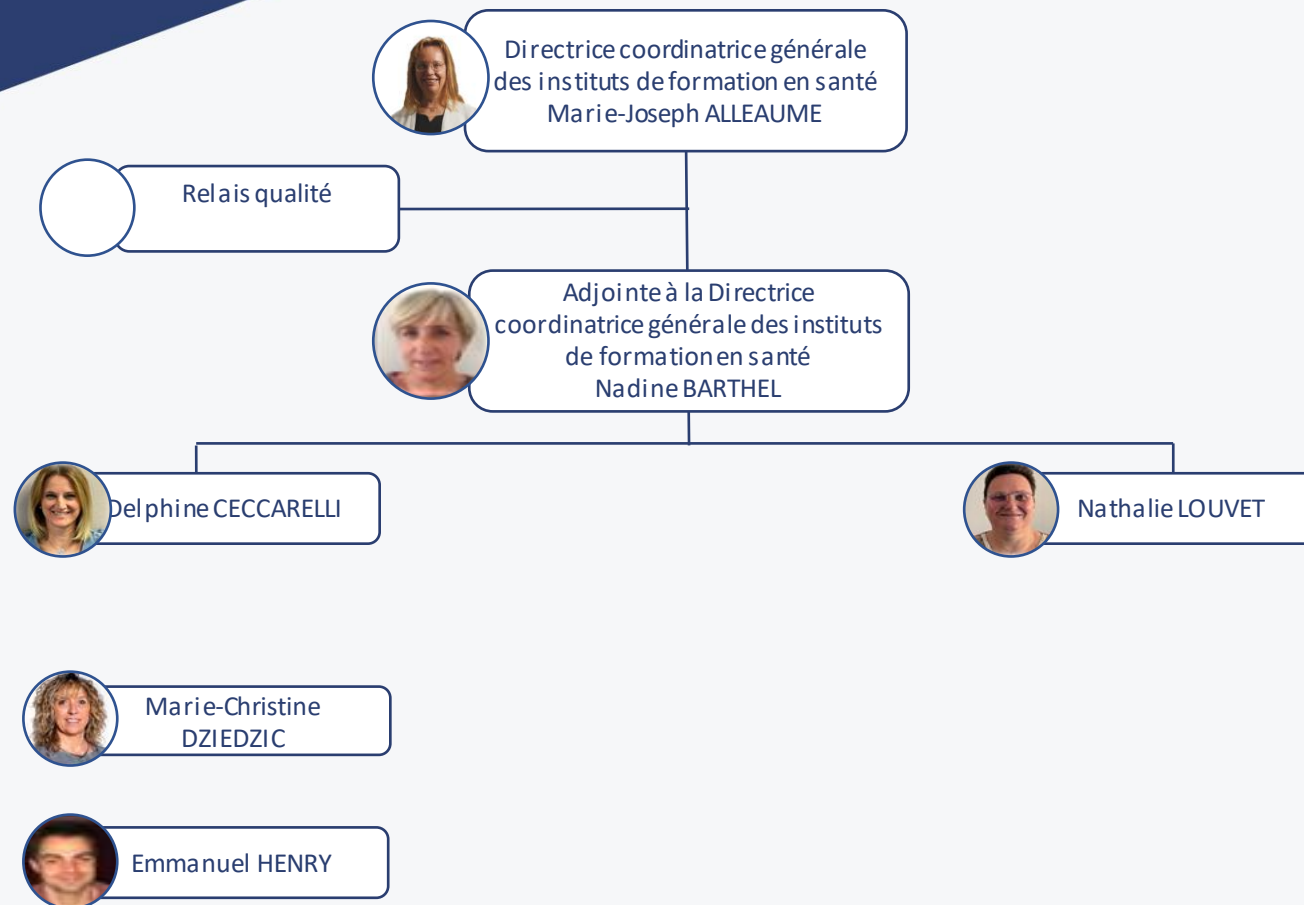 Directrice coordinatrice générale
des instituts de formation en santé
Marie-Joseph ALLEAUME
Relais qualité
Adjointe à la Directrice
coordinatrice générale des instituts
de formation en santé
Nadine BARTHEL
Delphine CECCARELLI
Nathalie LOUVET
Marie-Christine
DZIEDZIC
Emmanuel HENRY